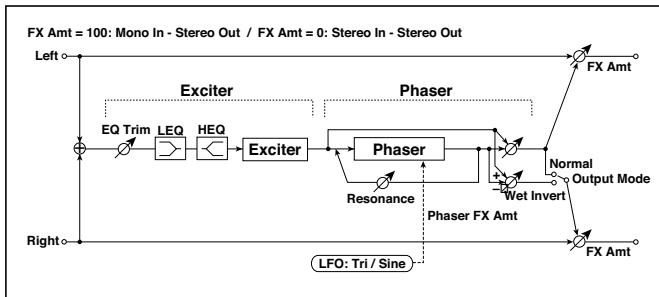 FX Amt = 100: Mono In - Stereo Out / FX Amt = 0: Stereo In - Stereo Out
Left
FX Amt
Exciter
Phaser
EQ Trim
LEQ
HEQ
Exciter
Phaser
Normal
Output Mode
+
−
Wet Invert
Resonance
Phaser FX Amt
Right
FX Amt
LFO: Tri / Sine